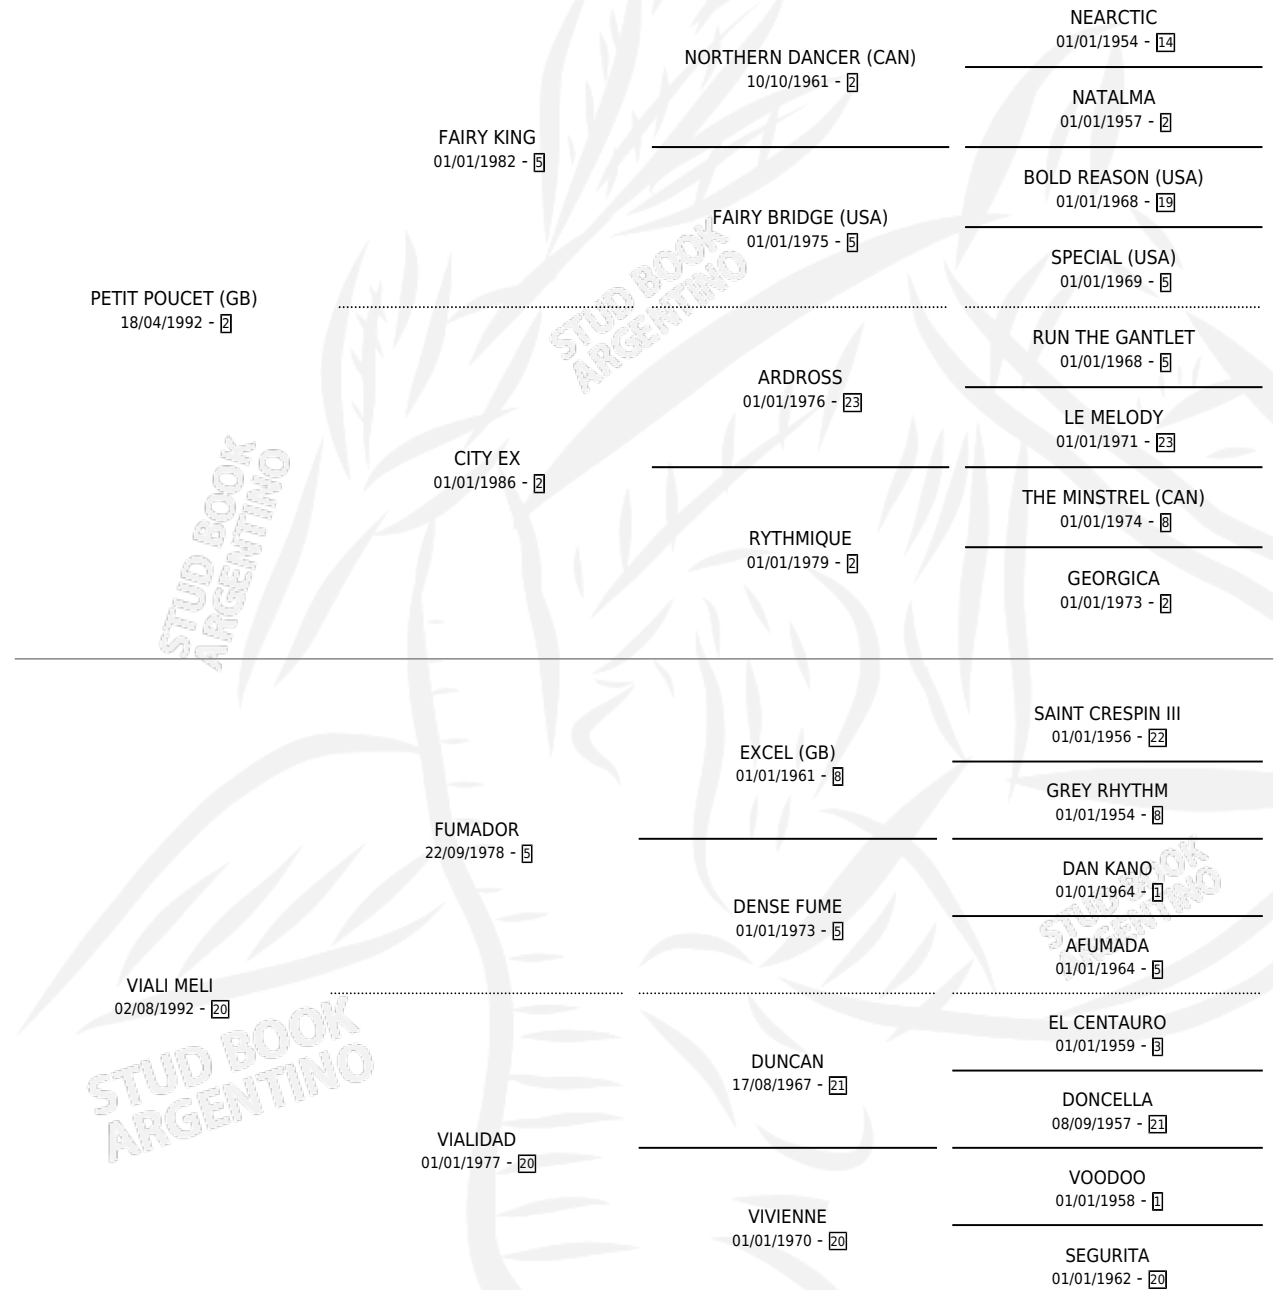 NEARCTIC
01/01/1954 - 14
NORTHERN DANCER (CAN)
10/10/1961 - 2
NATALMA
01/01/1957 - 2
FAIRY KING
01/01/1982 - 5
BOLD REASON (USA)
01/01/1968 - 19
FAIRY BRIDGE (USA)
01/01/1975 - 5
SPECIAL (USA)
01/01/1969 - 5
PETIT POUCET (GB)
18/04/1992 - 2
STUD BOOK
ARGENTINO
RUN THE GANTLET
01/01/1968 - 5
ARDROSS
01/01/1976 - 23
LE MELODY
01/01/1971 - 23
CITY EX
01/01/1986 - 2
THE MINSTREL (CAN)
01/01/1974 - 8
RYTHMIQUE
01/01/1979 - 2
GEORGICA
01/01/1973 - 2
STUD BOOK
ARGENTINO
SAINT CRESPIN III
01/01/1956 - 22
EXCEL (GB)
01/01/1961 - 8
GREY RHYTHM
01/01/1954 - 8
FUMADOR
22/09/1978 - 5
DAN KANO
01/01/1964 - 1
DENSE FUME
01/01/1973 - 5
AFUMADA
01/01/1964 - 5
STUD BOOK
ARGENTINO
VIALI MELI
02/08/1992 - 20
EL CENTAURO
01/01/1959 - 3
DUNCAN
17/08/1967 - 21
DONCELLA
08/09/1957 - 21
STUD BOOK
ARGENTINO
VIALIDAD
01/01/1977 - 20
VOODOO
01/01/1958 - 1
VIVIENNE
01/01/1970 - 20
SEGURITA
01/01/1962 - 20